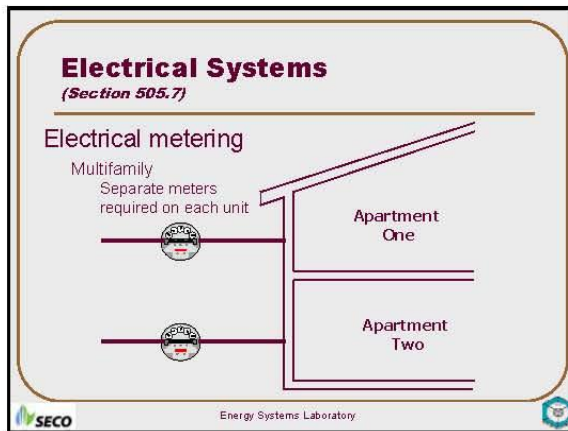 Electrical Systems
(Section 505.7)
Electrical metering
Multifamily
Separate meters
required on each unit
Apartment
One
Apartment
Two
SECO
Energy Systems Laboratory